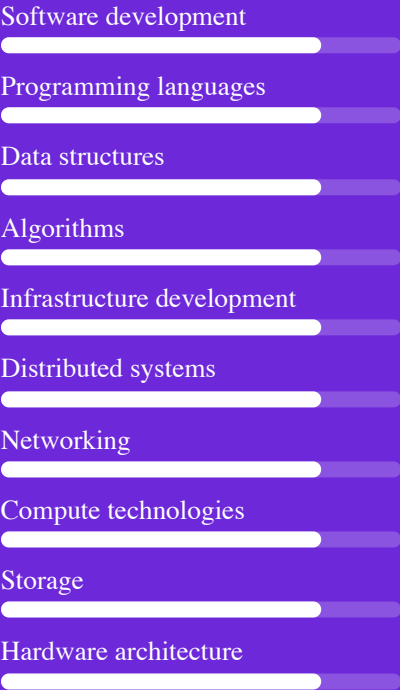 Software development
Programming languages
Data structures
Algorithms
Infrastructure development
Distributed systems
Networking
Compute technologies
Storage
Hardware architecture